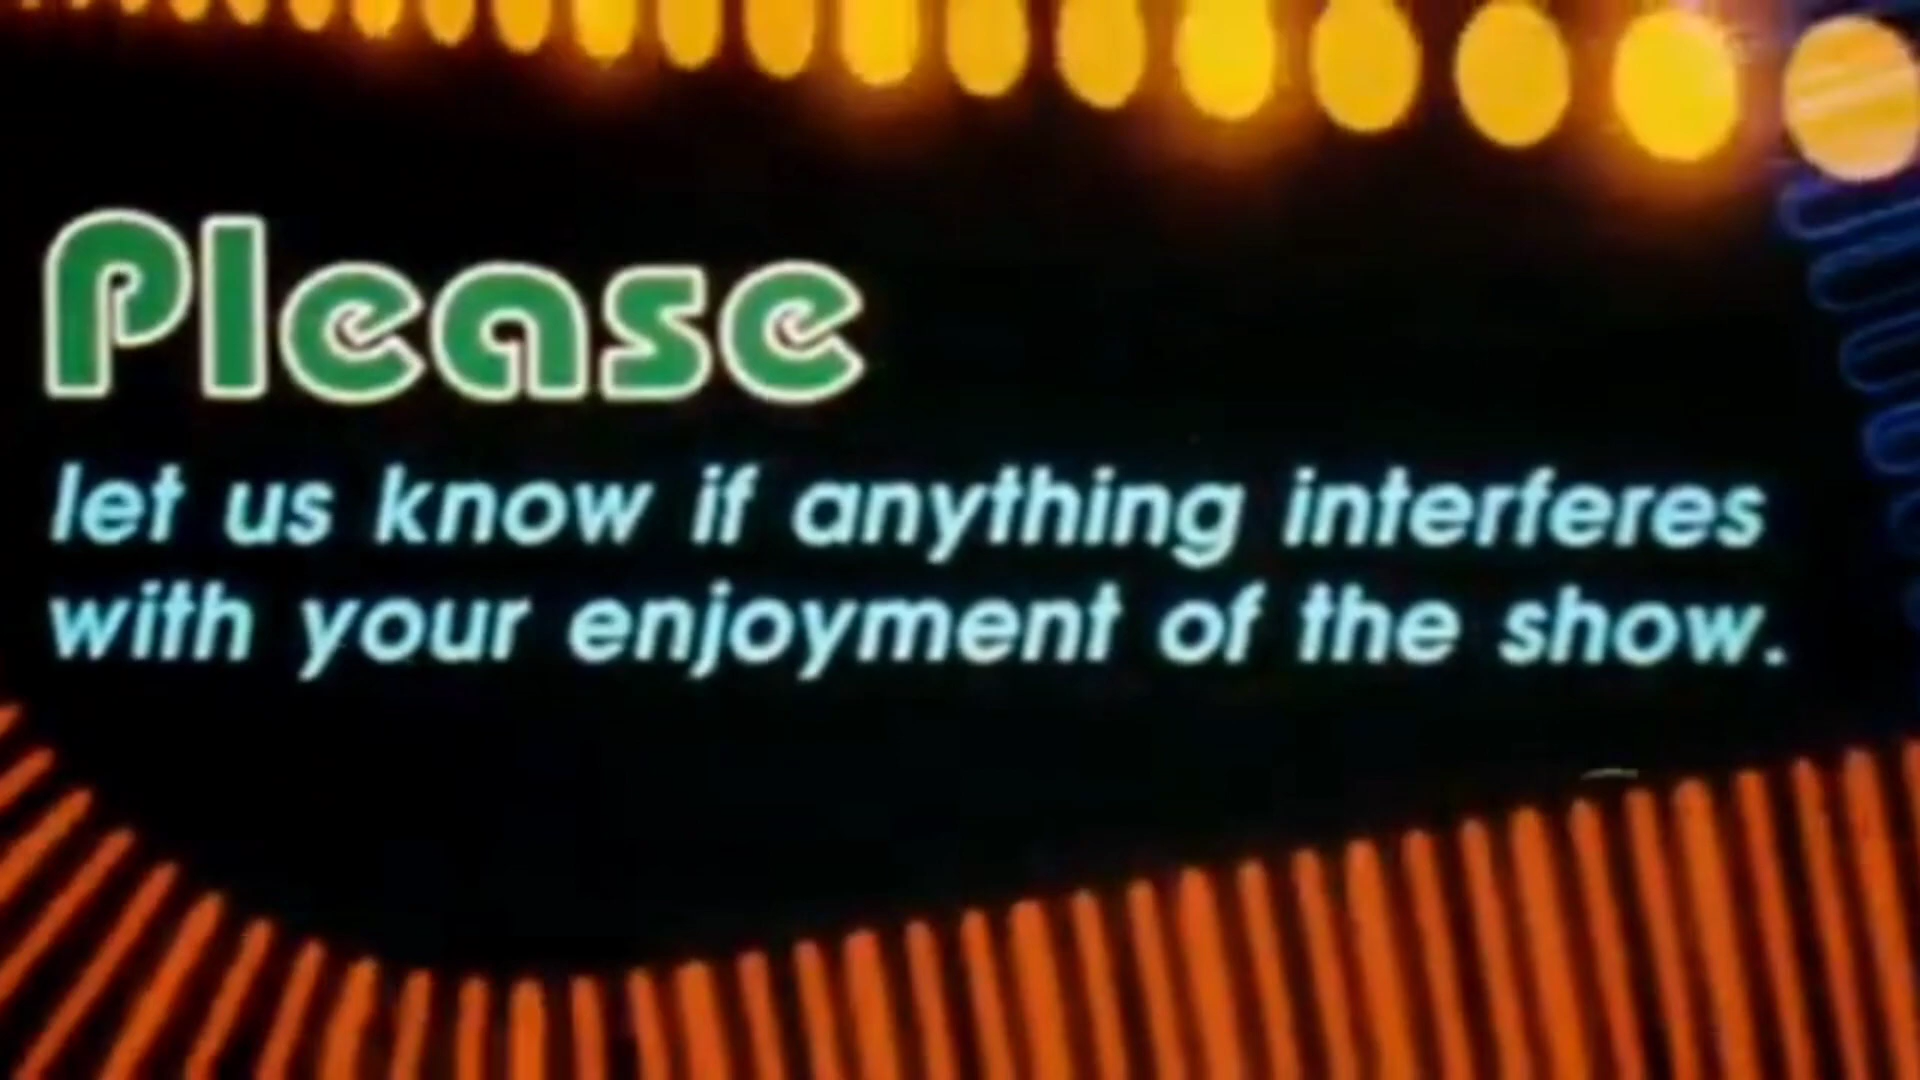 Please
let us know if anything interferes
with your enjoyment of the show.